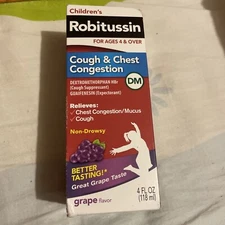 Children's
Robitussin
FOR AGES 4 & OVER
Cough & Chest
Congestion
DM
DEXTROMETHORPHAN HBr
(Cough Suppressant)
GUAIFENESIN (Expectorant)
Relieves:
✓ Chest Congestion/Mucus
✓ Cough
Non-Drowsy
BETTER
TASTING!*
Great Grape Taste
grape flavor
4 FL OZ
(118 ml)